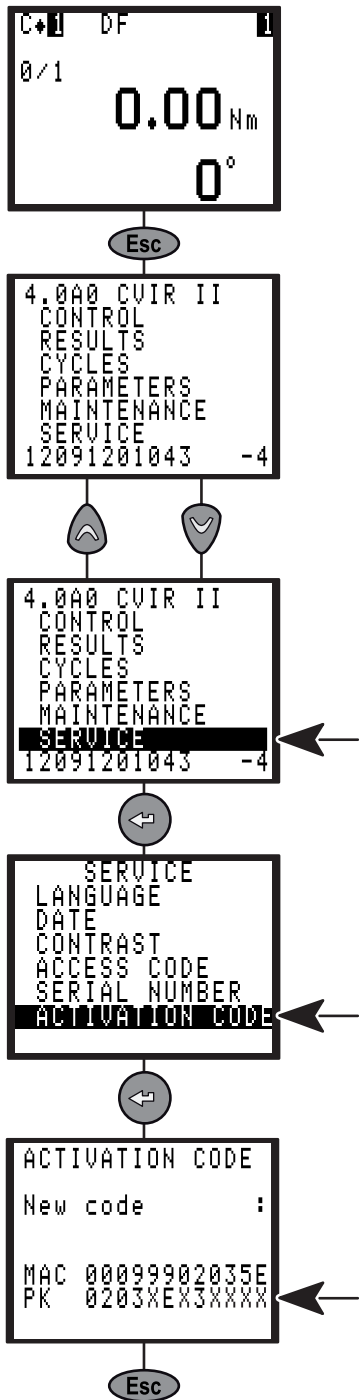 C♦1 DF 1
0/1
0.00 Nm
0°
Esc
4.0A0 CVIR II
CONTROL
RESULTS
CYCLES
PARAMETERS
MAINTENANCE
SERVICE
12091201043 -4
4.0A0 CVIR II
CONTROL
RESULTS
CYCLES
PARAMETERS
MAINTENANCE
SERVICE
12091201043 -4
SERVICE
LANGUAGE
DATE
CONTRAST
ACCESS CODE
SERIAL NUMBER
ACTIVATION CODE
ACTIVATION CODE
New code :
MAC 00099902035E
PK 0203XEX3XXXX
Esc